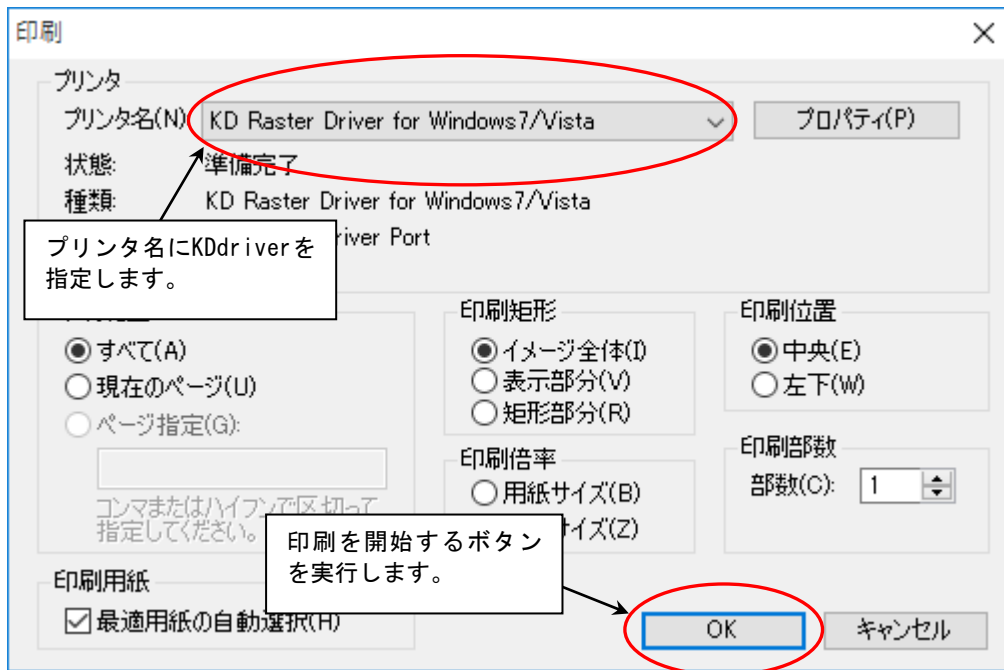 印刷
プリンタ
プリンタ名(N) KD Raster Driver for Windows7/Vista プロパティ(P)
状態: 準備完了
種類: KD Raster Driver for Windows7/Vista
プリンタ名にKDdriverを
指定します。
Port
印刷矩形
印刷位置
すべて(A)
現在のページ(U)
ページ指定(G):
コンマまたはハイフンで区切って
指定してください。
イメージ全体(I)
表示部分(V)
矩形部分(R)
中央(E)
左下(W)
印刷倍率
用紙サイズ(B)
サイズ(Z)
印刷部数
部数(C): 1
印刷を開始するボタン
を実行します。
印刷用紙
最適用紙の自動選択(H)
OK キャンセル